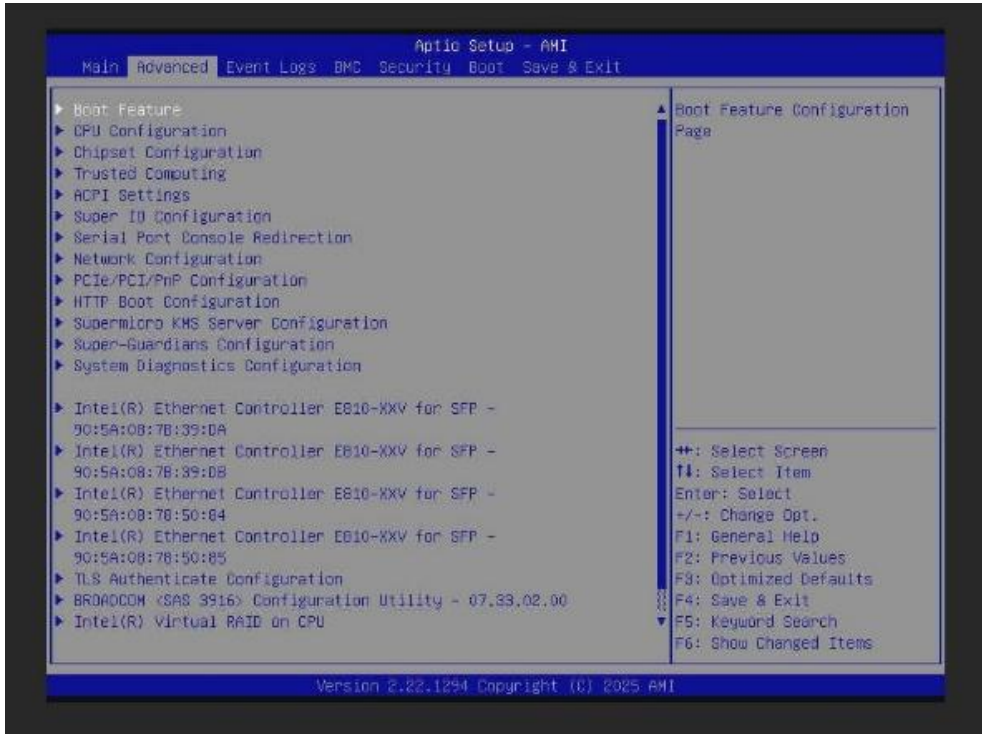 Aptio Setup - AMI
Main Advanced Event Logs BMC Security Boot Save & Exit
Boot Feature
CPU Configuration
Chipset Configuration
Trusted Computing
ACPI Settings
Super IO Configuration
Serial Port Console Redirection
Network Configuration
PCIe/PCI/PnP Configuration
HTTP Boot Configuration
Supermicro KMS Server Configuration
Super-Guardians Configuration
System Diagnostics Configuration
Intel(R) Ethernet Controller E810-XXV for SFP -
90:5A:08:7B:39:DA
Intel(R) Ethernet Controller E810-XXV for SFP -
90:5A:08:7B:39:DB
Intel(R) Ethernet Controller E810-XXV for SFP -
90:5A:08:78:50:84
Intel(R) Ethernet Controller E810-XXV for SFP -
90:5A:08:78:50:85
TLS Authenticate Configuration
BROADCOM <SAS 3916> Configuration Utility - 07.33.02.00
Intel(R) Virtual RAID on CPU
Boot Feature Configuration
Page
→←: Select Screen
↑↓: Select Item
Enter: Select
+/-: Change Opt.
F1: General Help
F2: Previous Values
F3: Optimized Defaults
F4: Save & Exit
F5: Keyword Search
F6: Show Changed Items
Version 2.22.1294 Copyright (C) 2025 AMI